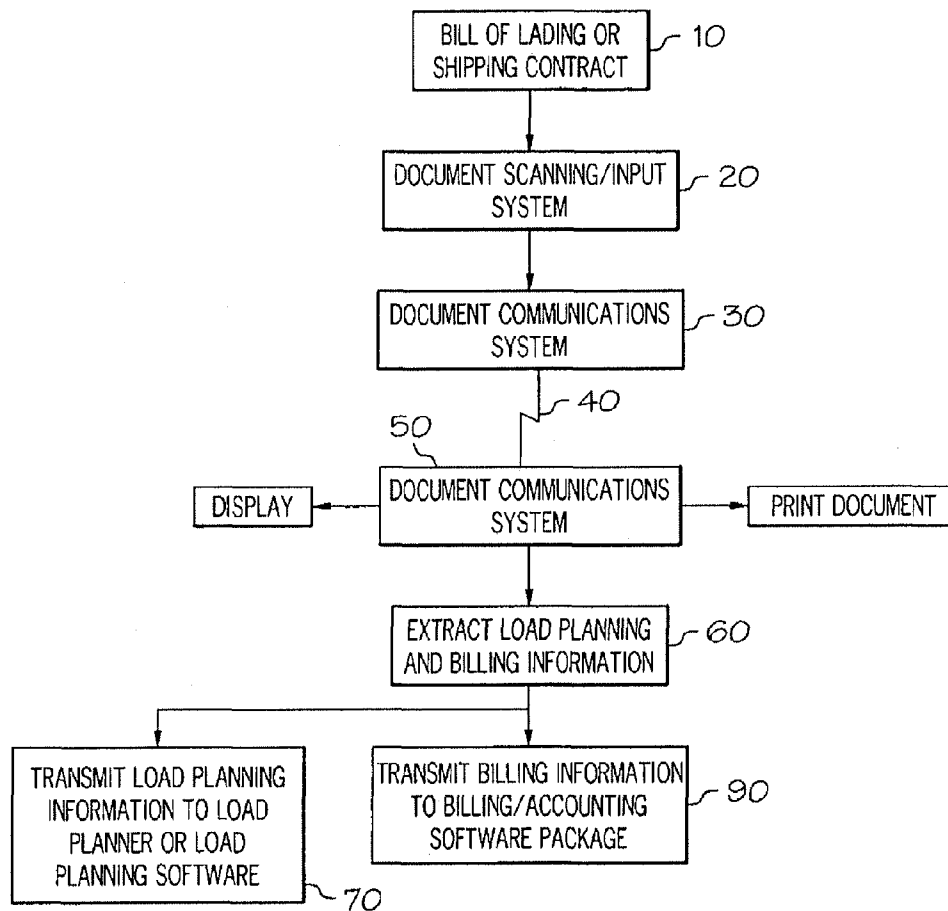 BILL OF LADING OR
SHIPPING CONTRACT
10
DOCUMENT SCANNING/INPUT
SYSTEM
20
DOCUMENT COMMUNICATIONS
SYSTEM
30
40
50
DISPLAY
DOCUMENT COMMUNICATIONS
SYSTEM
PRINT DOCUMENT
EXTRACT LOAD PLANNING
AND BILLING INFORMATION
60
TRANSMIT LOAD PLANNING
INFORMATION TO LOAD
PLANNER OR LOAD
PLANNING SOFTWARE
70
TRANSMIT BILLING INFORMATION
TO BILLING/ACCOUNTING
SOFTWARE PACKAGE
90